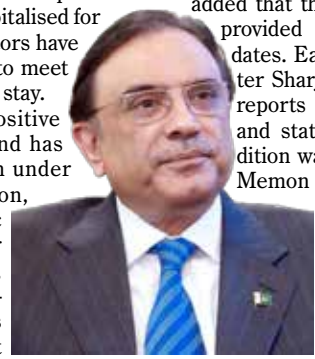 pitalised for
ors have
to meet
stay.
ositive
nd has
n under
on,
added that th
provided
dates. Ea
ter Sharj
reports
and stat
dition wa
Memon